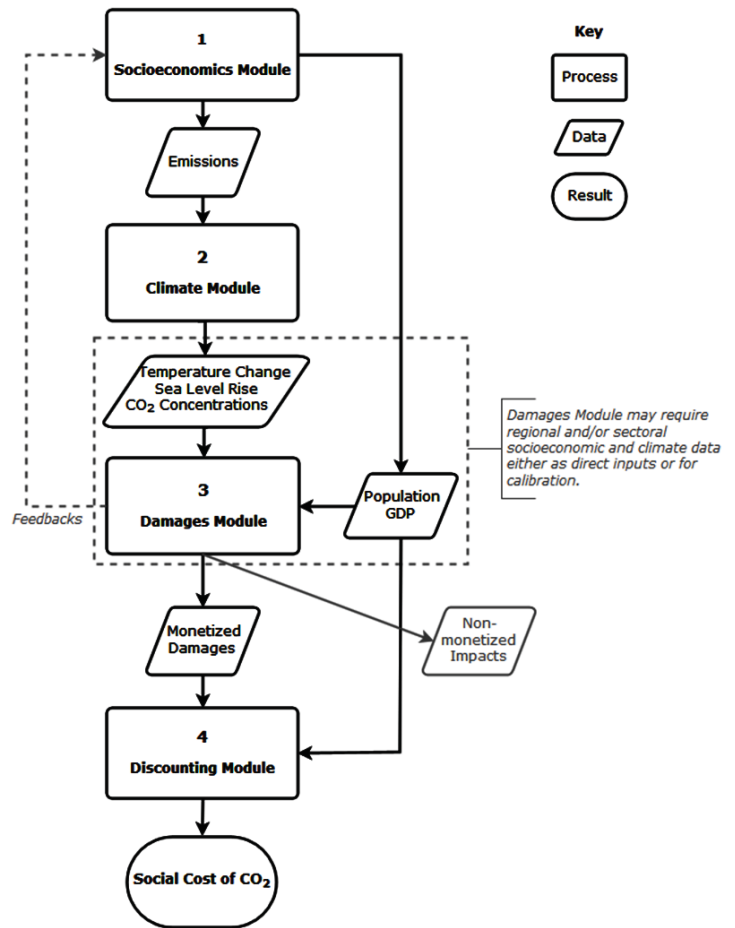 1
Socioeconomics Module
Key
Process
Data
Result
Emissions
2
Climate Module
Temperature Change
Sea Level Rise
CO₂ Concentrations
Damages Module may require
regional and/or sectoral
socioeconomic and climate data
either as direct inputs or for
calibration.
3
Damages Module
Population
GDP
Feedbacks
Monetized
Damages
Non-
monetized
Impacts
4
Discounting Module
Social Cost of CO₂